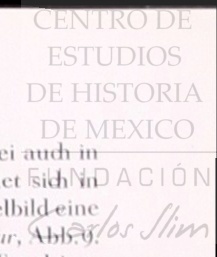 CENTRO DE
ESTUDIOS
DE HISTORIA
DE MEXICO
ei auch in
FUNDACIÓN
et sich in
elbild eine
Carlos Slim
ur, Abb. 9.